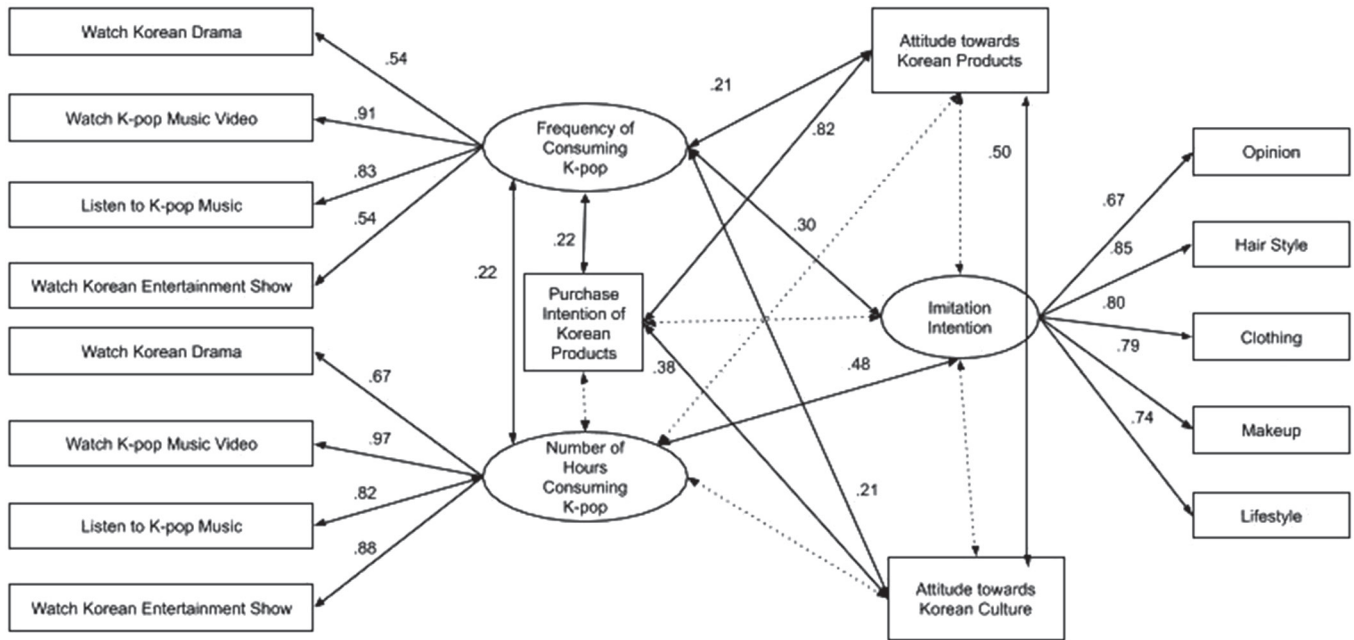 Watch Korean Drama
Watch K-pop Music Video
Listen to K-pop Music
Watch Korean Entertainment Show
Watch Korean Drama
Watch K-pop Music Video
Listen to K-pop Music
Watch Korean Entertainment Show
.54
.91
.83
.54
.67
.97
.82
.88
Frequency of
Consuming
K-pop
.22
.22
Purchase
Intention of
Korean
Products
Number of
Hours
Consuming
K-pop
.21
.82
.30
.38
.48
.21
Attitude towards
Korean Products
.50
Imitation
Intention
Attitude towards
Korean Culture
.67
.85
.80
.79
.74
Opinion
Hair Style
Clothing
Makeup
Lifestyle